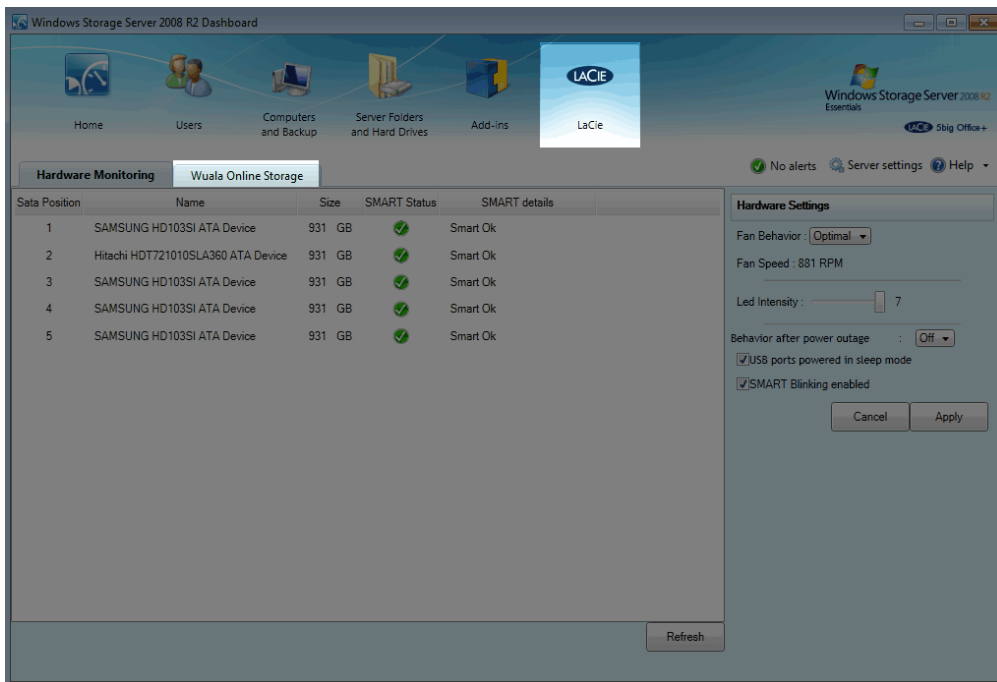 Windows Storage Server 2008 R2 Dashboard
Home
Users
Computers
and Backup
Server Folders
and Hard Drives
Add-ins
LACIE
LaCie
Windows Storage Server 2008 R2
Essentials
LACIE 5big Office+
Hardware Monitoring
Wuala Online Storage
No alerts
Server settings
Help
Sata Position Name Size SMART Status SMART details
1 SAMSUNG HD103SI ATA Device 931 GB Smart Ok
2 Hitachi HDT721010SLA360 ATA Device 931 GB Smart Ok
3 SAMSUNG HD103SI ATA Device 931 GB Smart Ok
4 SAMSUNG HD103SI ATA Device 931 GB Smart Ok
5 SAMSUNG HD103SI ATA Device 931 GB Smart Ok
Refresh
Hardware Settings
Fan Behavior : Optimal
Fan Speed : 881 RPM
Led Intensity : 7
Behavior after power outage : Off
USB ports powered in sleep mode
SMART Blinking enabled
Cancel Apply